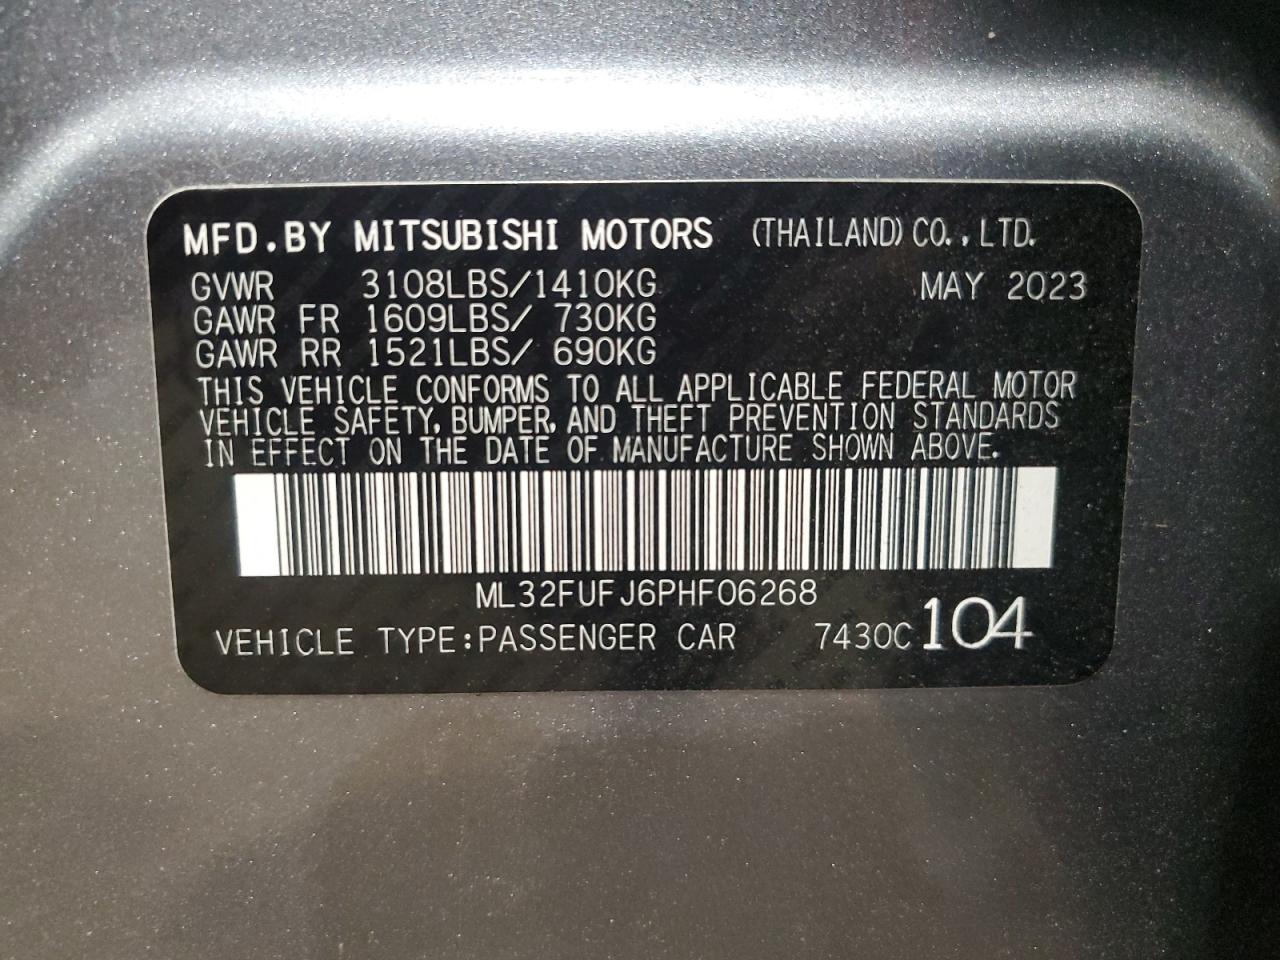 MFD.BY MITSUBISHI MOTORS (THAILAND) CO., LTD.
GVWR 3108LBS/1410KG MAY 2023
GAWR FR 1609LBS/ 730KG
GAWR RR 1521LBS/ 690KG
THIS VEHICLE CONFORMS TO ALL APPLICABLE FEDERAL MOTOR
VEHICLE SAFETY, BUMPER, AND THEFT PREVENTION STANDARDS
IN EFFECT ON THE DATE OF MANUFACTURE SHOWN ABOVE.
ML32FUFJ6PHF06268
VEHICLE TYPE:PASSENGER CAR 7430C 104